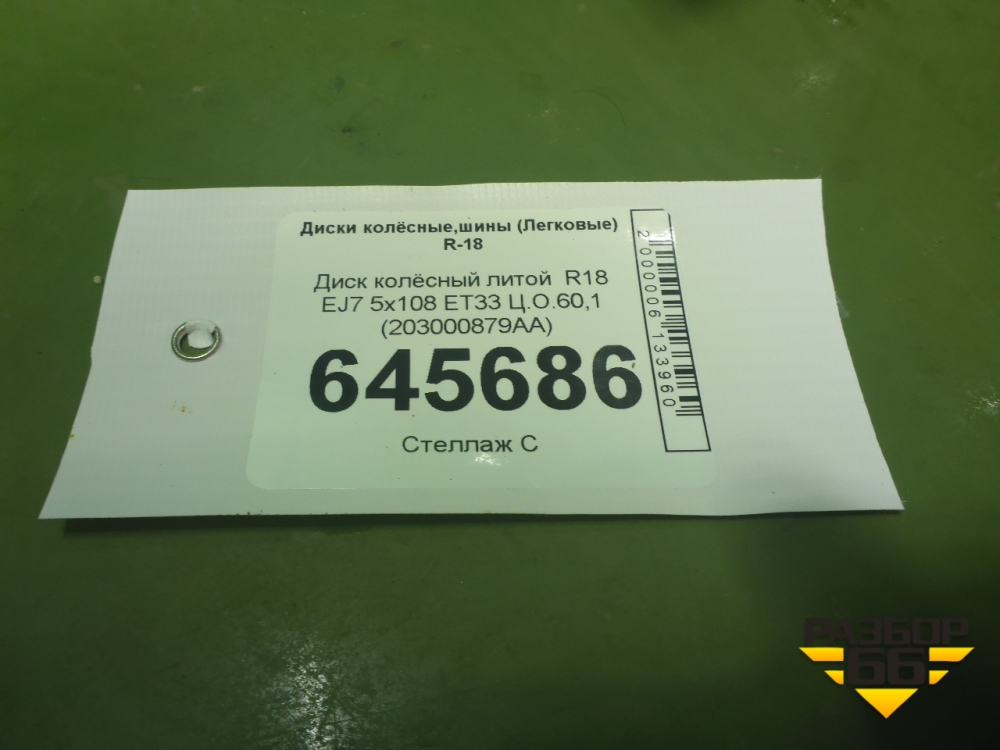 Диски колёсные,шины (Легковые)
R-18
Диск колёсный литой R18
EJ7 5x108 ET33 Ц.О.60,1
(203000879AA)
645686
Стеллаж С
2000006133960
РАЗБОР
66